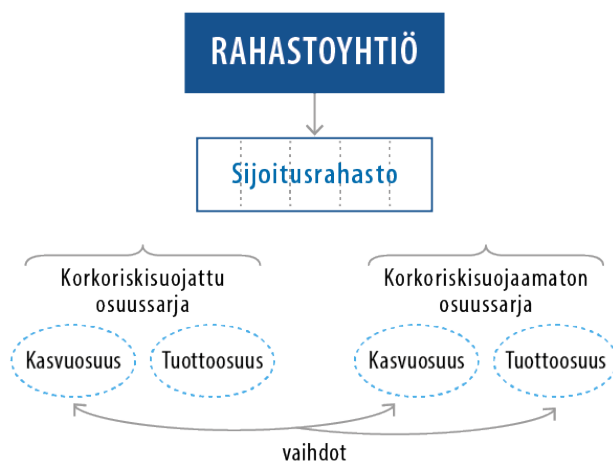 RAHASTOYHTIÖ
Sijoitusrahasto
Korkoriskisuojattu
osuussarja
Korkoriskisuojaamaton
osuussarja
Kasvuosuus
Tuottoosuus
Kasvuosuus
Tuottoosuus
vaihdot